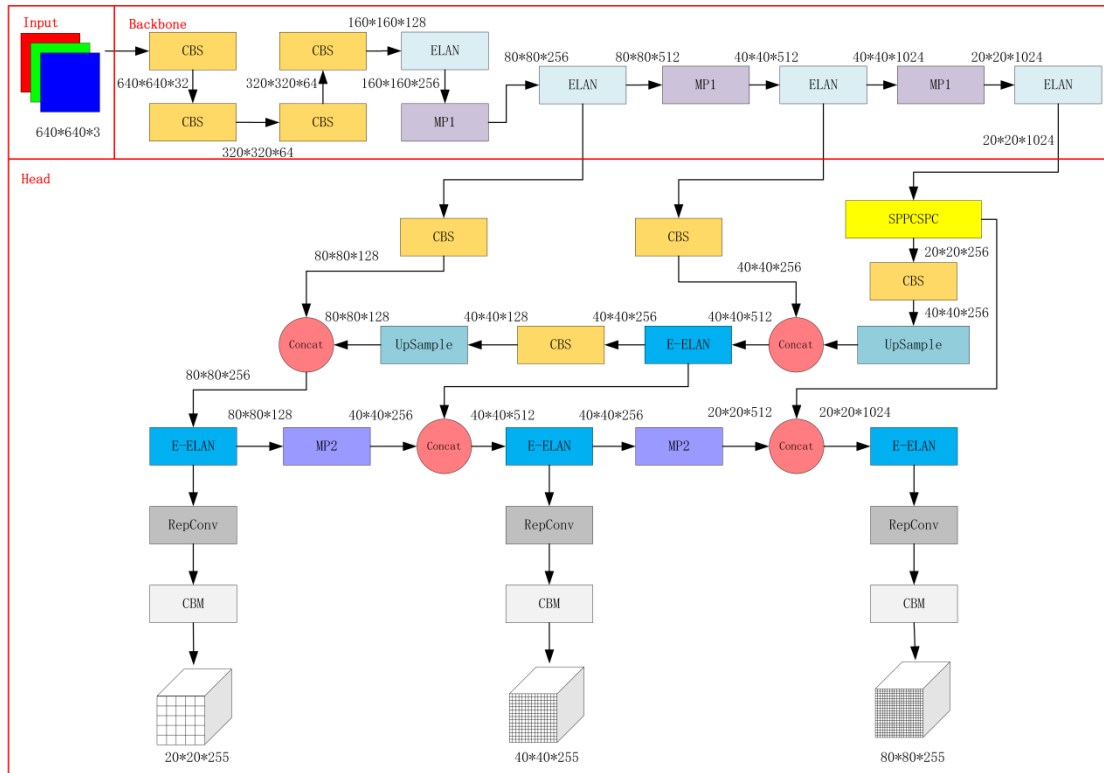 Input
Backbone
640*640*3
CBS
640*640*32
CBS
320*320*64
CBS
320*320*64
CBS
160*160*128
ELAN
160*160*256
MP1
80*80*256
ELAN
80*80*512
MP1
40*40*512
ELAN
40*40*1024
MP1
20*20*1024
ELAN
20*20*1024
Head
CBS
80*80*128
CBS
40*40*256
SPPCSPC
20*20*256
CBS
40*40*256
UpSample
Concat
40*40*512
E-ELAN
40*40*256
CBS
40*40*128
UpSample
80*80*128
Concat
80*80*256
E-ELAN
80*80*128
MP2
40*40*256
Concat
40*40*512
E-ELAN
40*40*256
MP2
20*20*512
Concat
20*20*1024
E-ELAN
RepConv
RepConv
RepConv
CBM
CBM
CBM
20*20*255
40*40*255
80*80*255